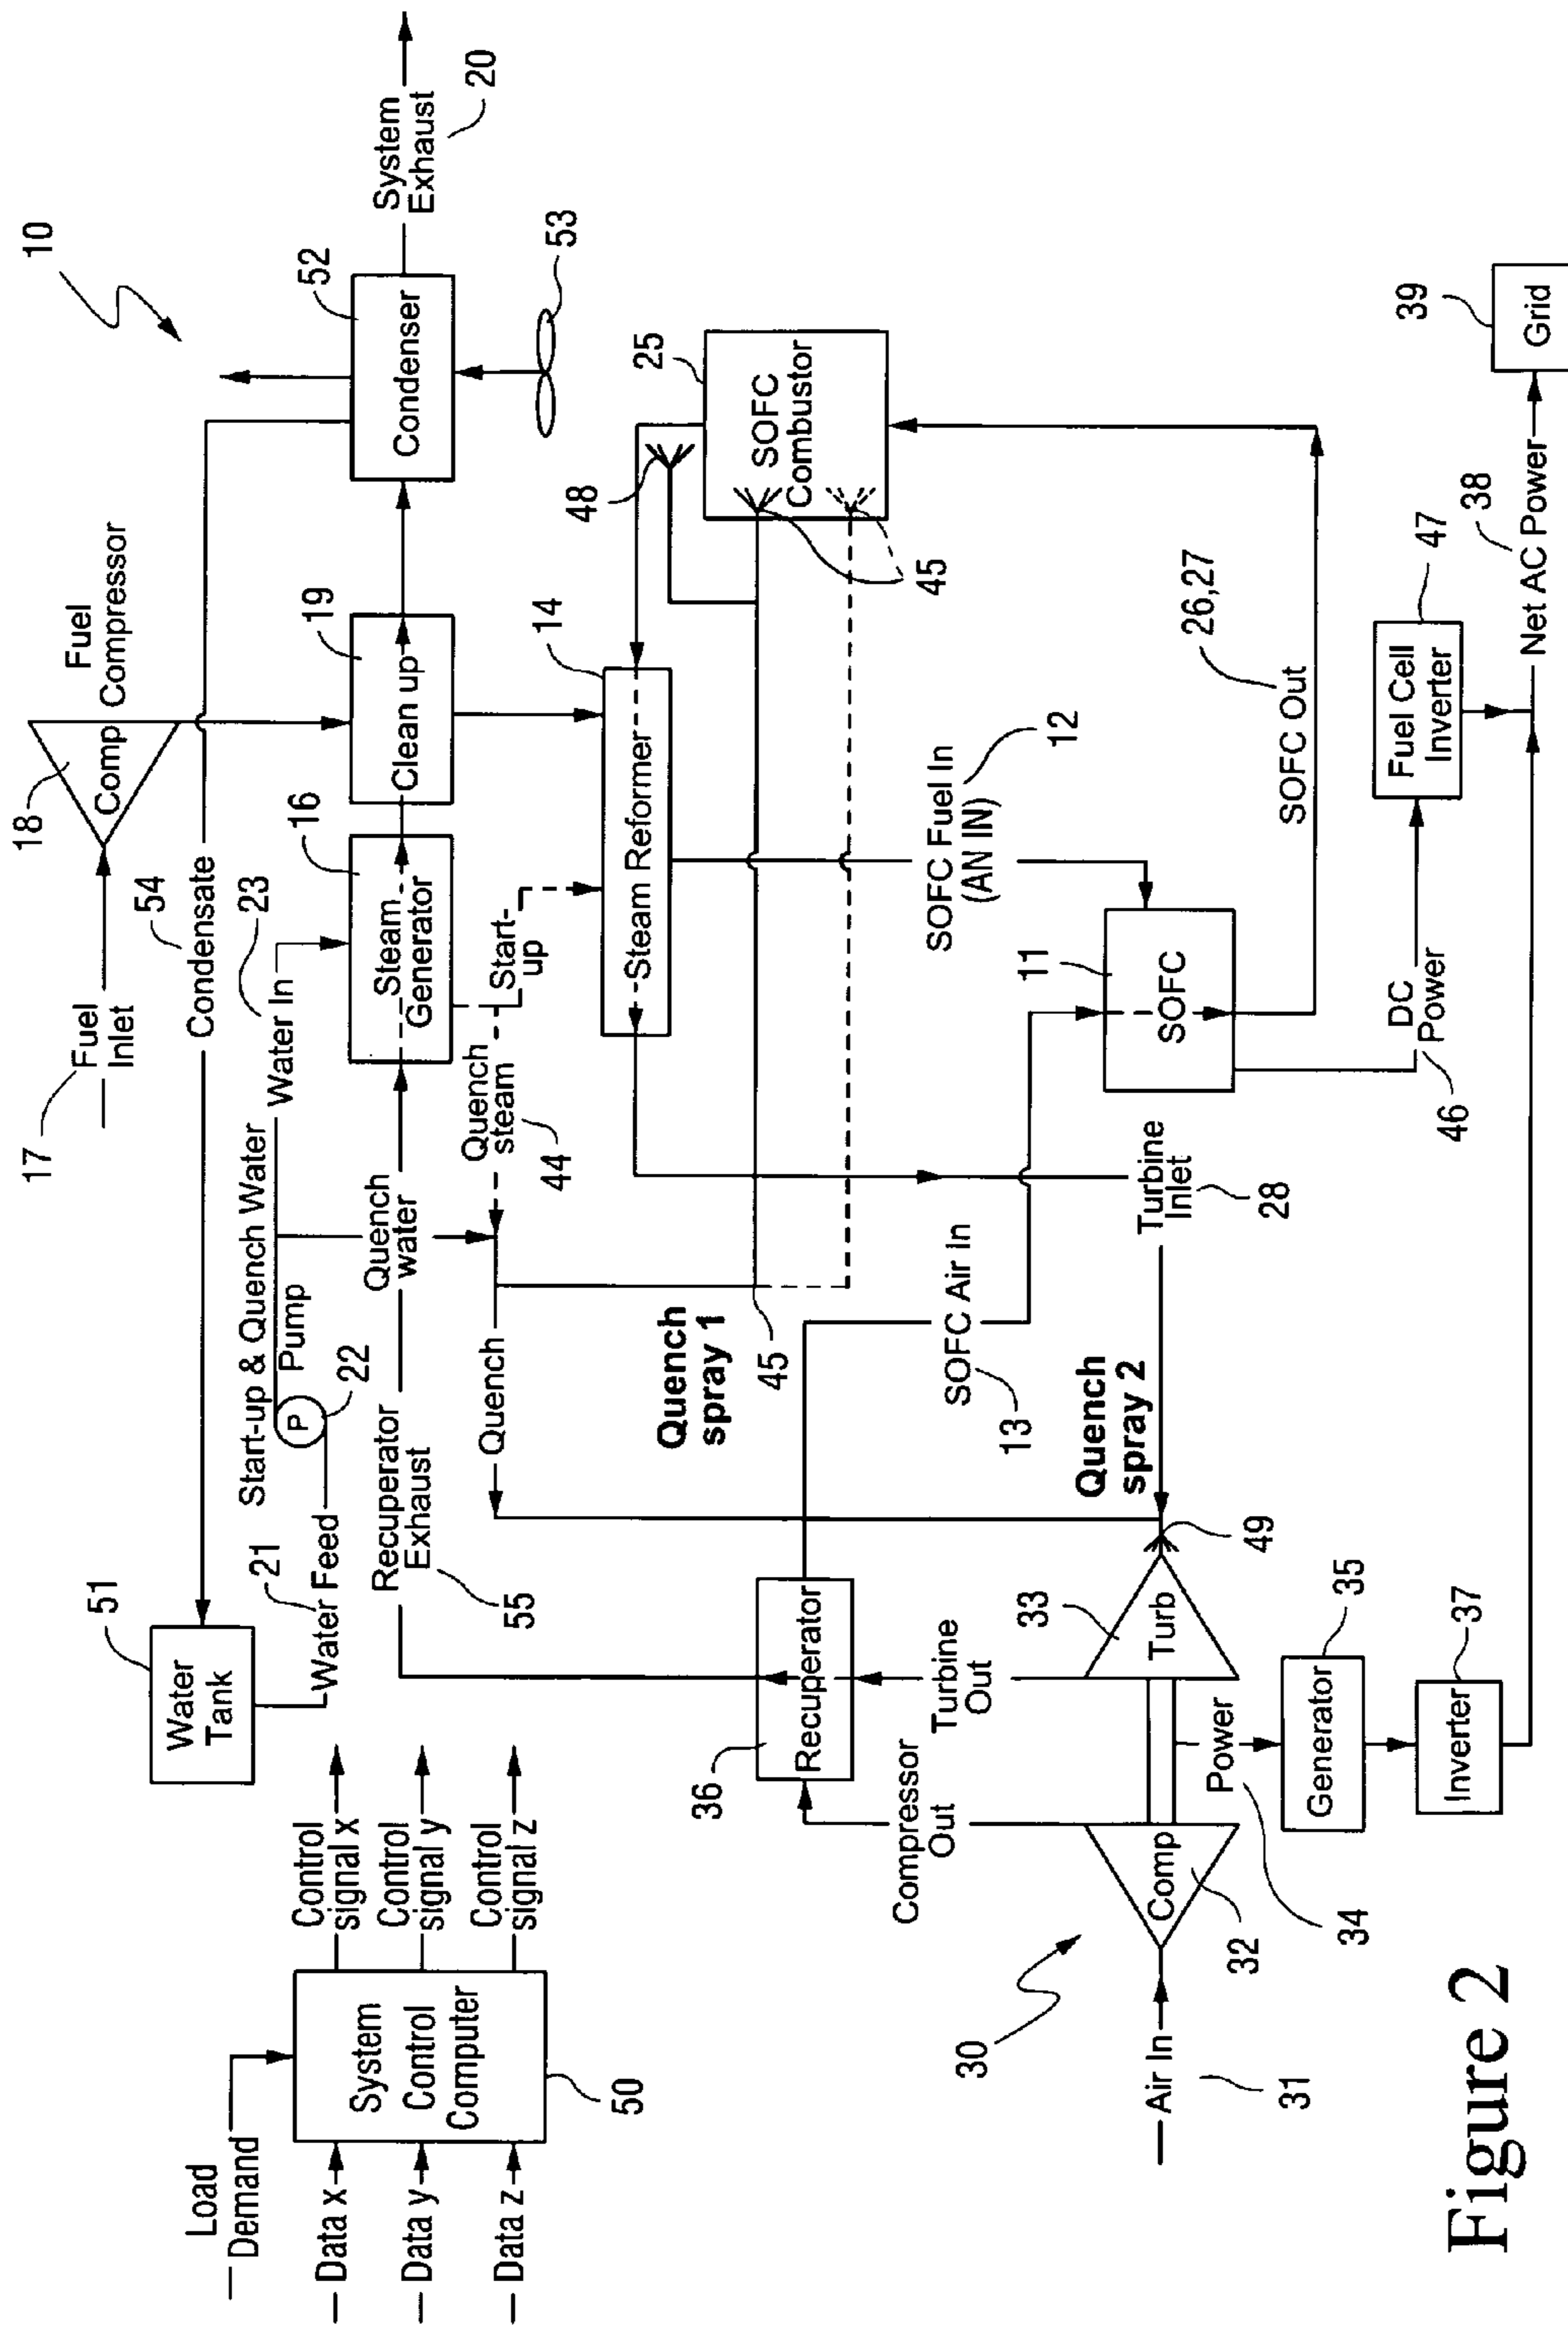 10
17
Fuel
Inlet
18
Comp
Fuel
Compressor
54
Condensate
51
Water
Tank
21
Water Feed
22
P
Start-up & Quench Water
Pump
23
Water In
16
Steam
Generator
19
Clean up
52
Condenser
53
System
Exhaust
20
Load
Demand
Data x
Data y
Data z
System
Control
Computer
50
Control
signal x
Control
signal y
Control
signal z
Recuperator
Exhaust
55
Quench
water
Quench
Quench
steam
44
Start-
up
14
Steam Reformer
48
25
SOFC
Combustor
45
Quench
spray 1
45
36
Recuperator
Compressor
Out
Turbine
Out
SOFC Air In
13
SOFC Fuel In
(AN IN)
12
11
SOFC
26,27
SOFC Out
Turbine
Inlet
28
Quench
spray 2
49
30
Air In
31
Comp
32
33
Turb
Power
34
35
Generator
37
Inverter
DC
Power
46
47
Fuel Cell
Inverter
38
Net AC Power
39
Grid
Figure 2